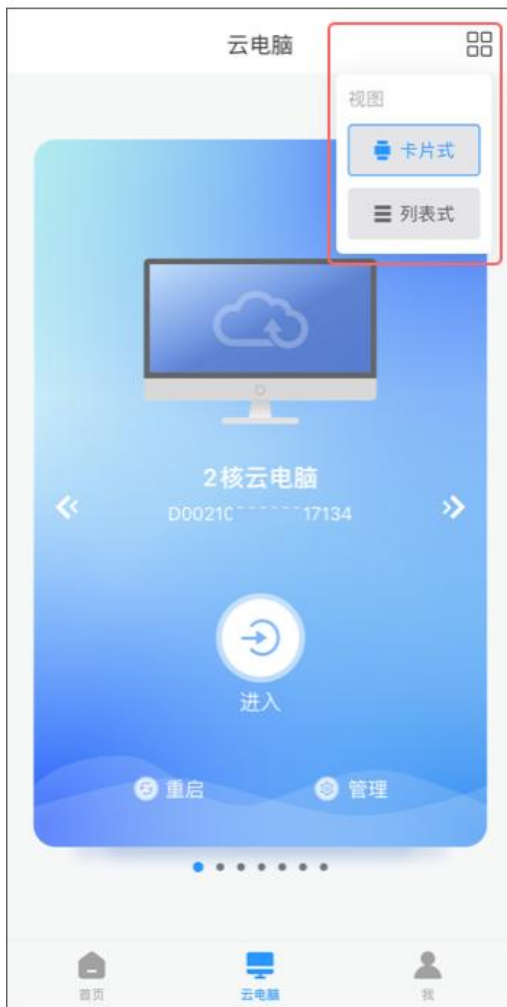 云电脑
视图
卡片式
列表式
2核云电脑
D00210------17134
进入
重启
管理
首页
云电脑
我